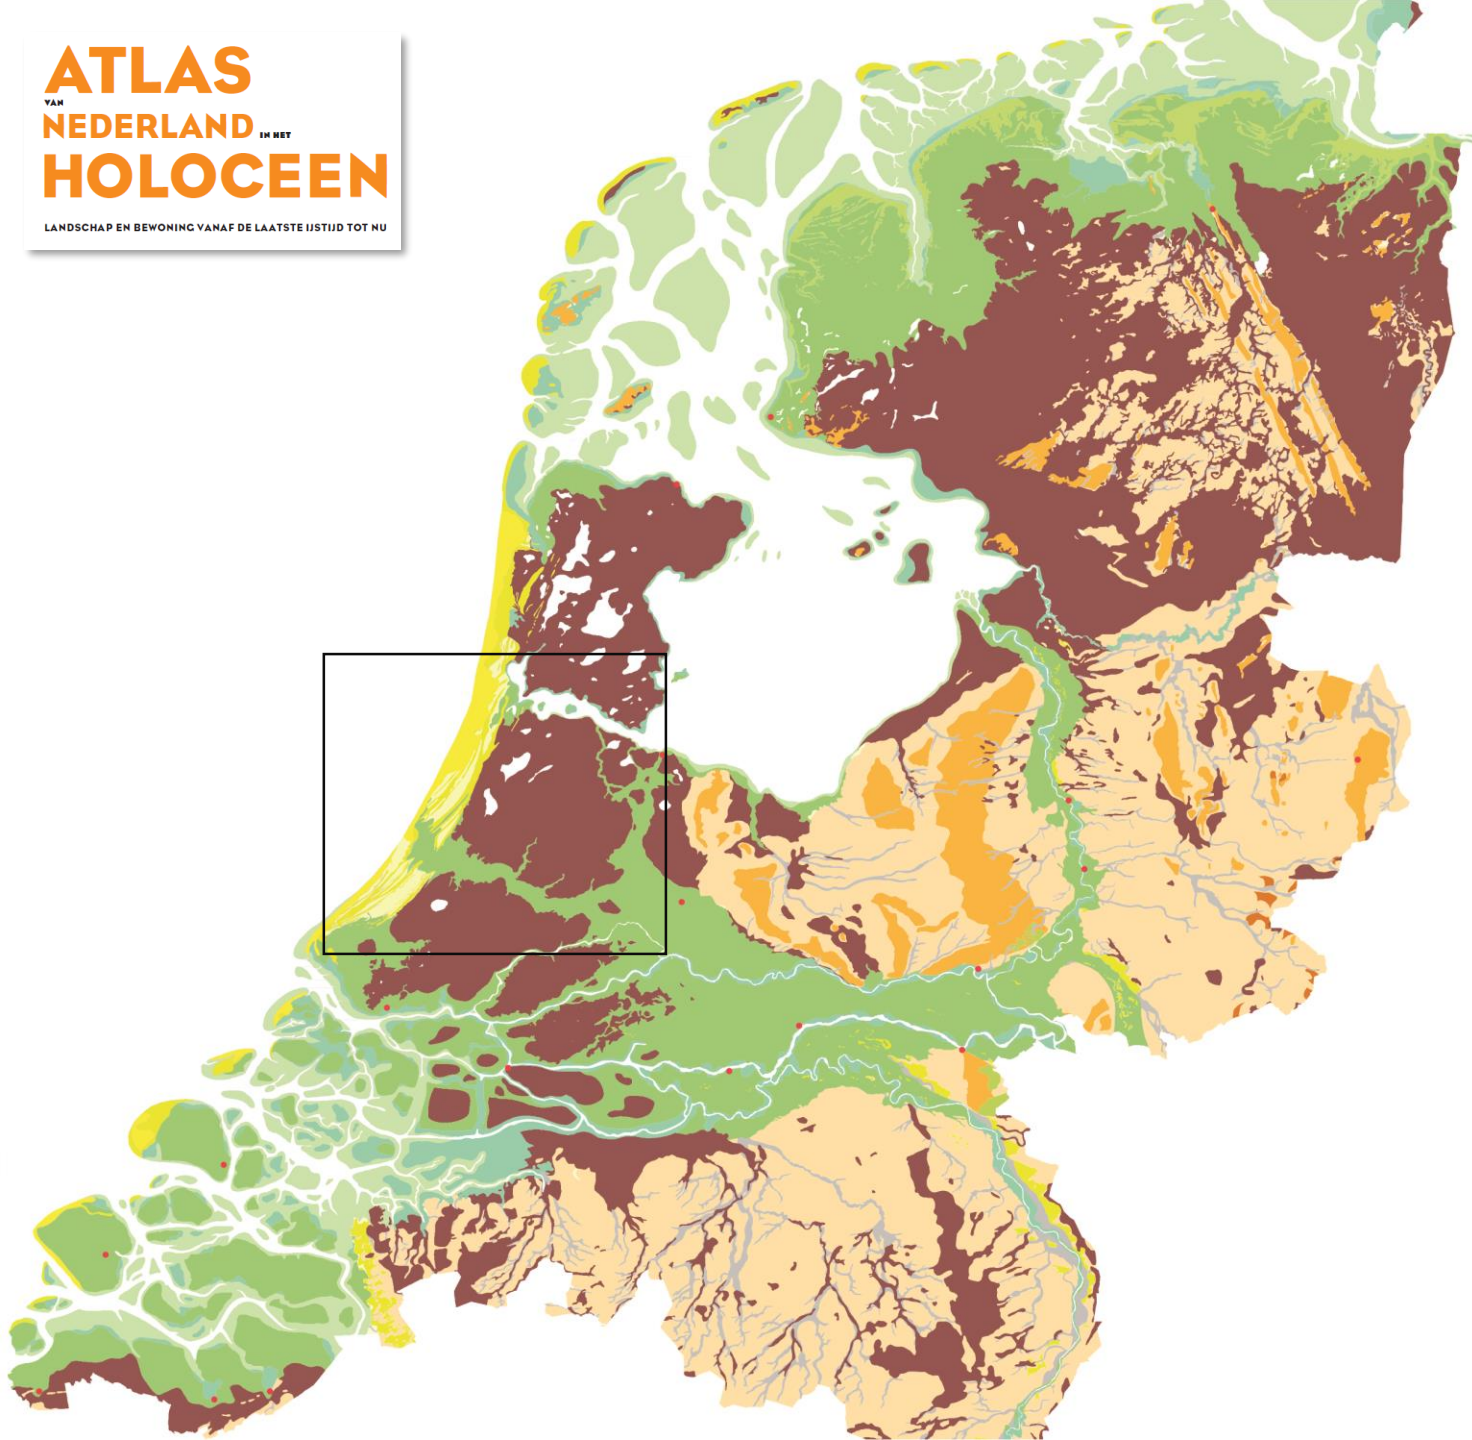 ATLAS
VAN
NEDERLAND IN HET
HOLOCEEN
LANDSCHAP EN BEWONING VANAF DE LAATSTE IJSTIJD TOT NU